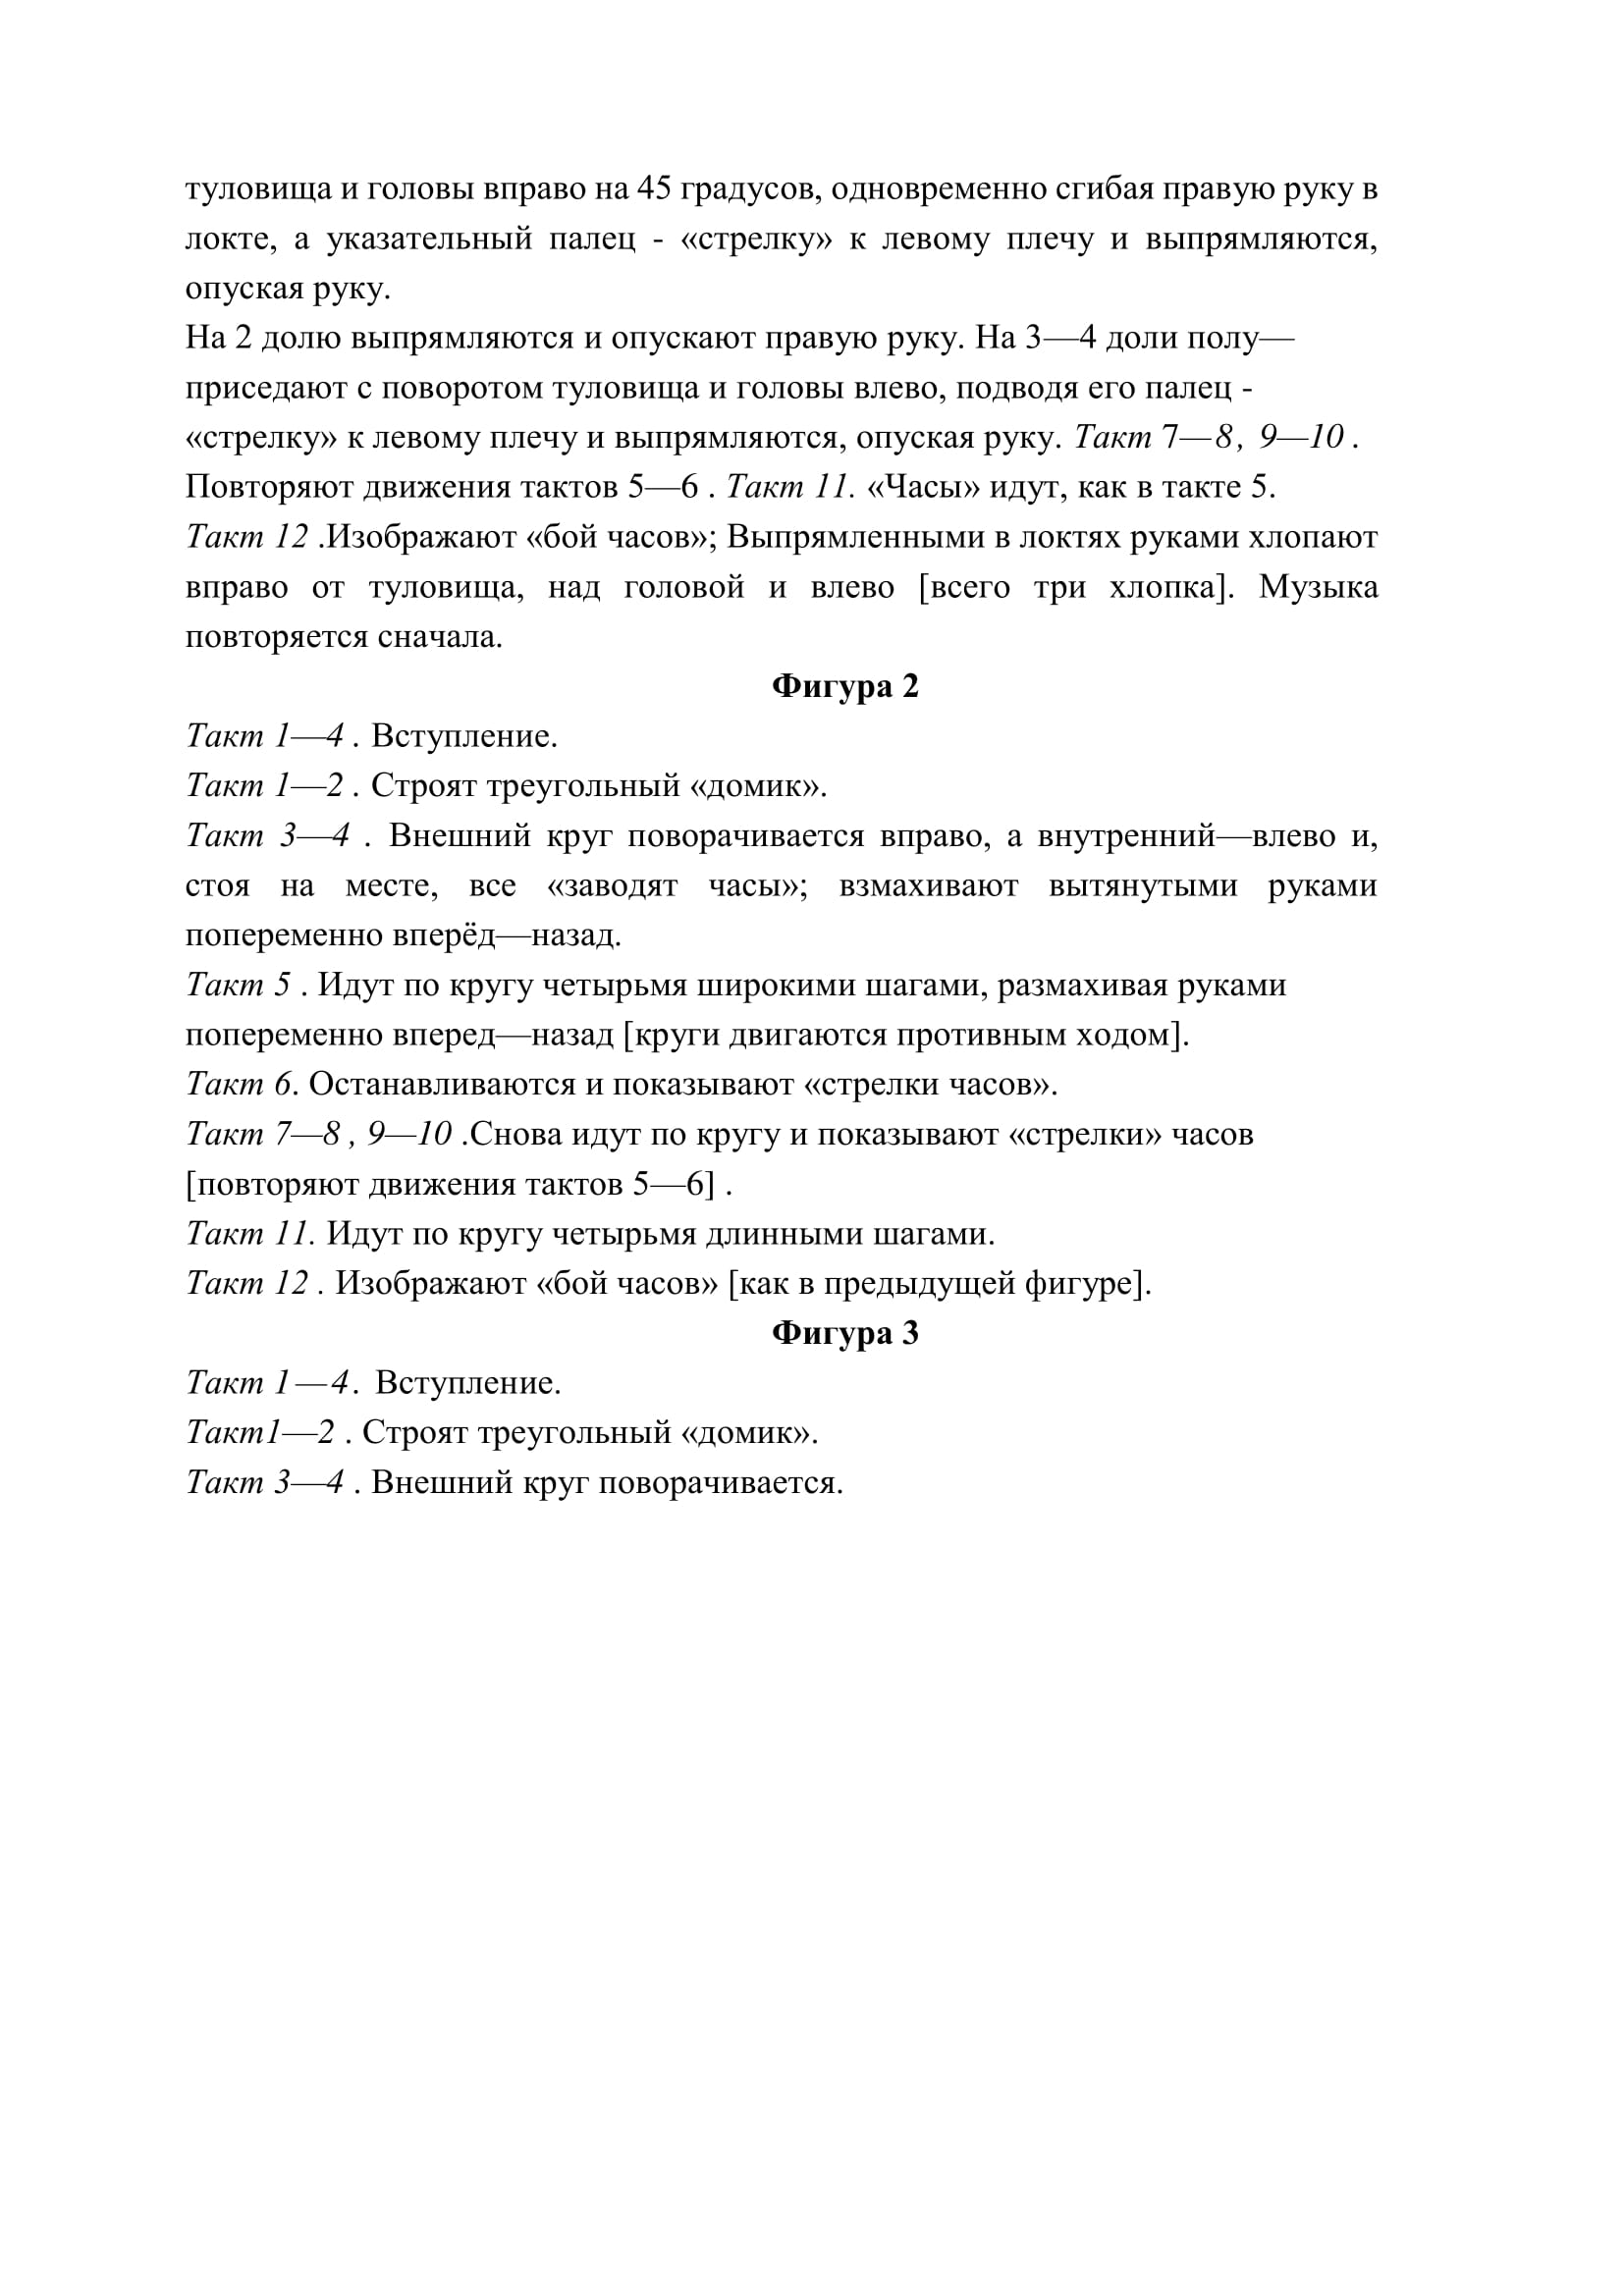 туловища и головы вправо на 45 градусов, одновременно сгибая правую руку в
локте, а указательный палец - «стрелку» к левому плечу и выпрямляются,
опуская руку.
На 2 долю выпрямляются и опускают правую руку. На 3—4 доли полу—
приседают с поворотом туловища и головы влево, подводя его палец -
«стрелку» к левому плечу и выпрямляются, опуская руку. Такт 7—8, 9—10 .
Повторяют движения тактов 5—6 . Такт 11. «Часы» идут, как в такте 5.
Такт 12 .Изображают «бой часов»; Выпрямленными в локтях руками хлопают
вправо от туловища, над головой и влево [всего три хлопка]. Музыка
повторяется сначала.
Фигура 2
Такт 1—4 . Вступление.
Такт 1—2 . Строят треугольный «домик».
Такт 3—4 . Внешний круг поворачивается вправо, а внутренний—влево и,
стоя на месте, все «заводят часы»; взмахивают вытянутыми руками
попеременно вперёд—назад.
Такт 5 . Идут по кругу четырьмя широкими шагами, размахивая руками
попеременно вперед—назад [круги двигаются противным ходом].
Такт 6. Останавливаются и показывают «стрелки часов».
Такт 7—8 , 9—10 .Снова идут по кругу и показывают «стрелки» часов
[повторяют движения тактов 5—6] .
Такт 11. Идут по кругу четырьмя длинными шагами.
Такт 12 . Изображают «бой часов» [как в предыдущей фигуре].
Фигура 3
Такт 1—4. Вступление.
Такт1—2 . Строят треугольный «домик».
Такт 3—4 . Внешний круг поворачивается.